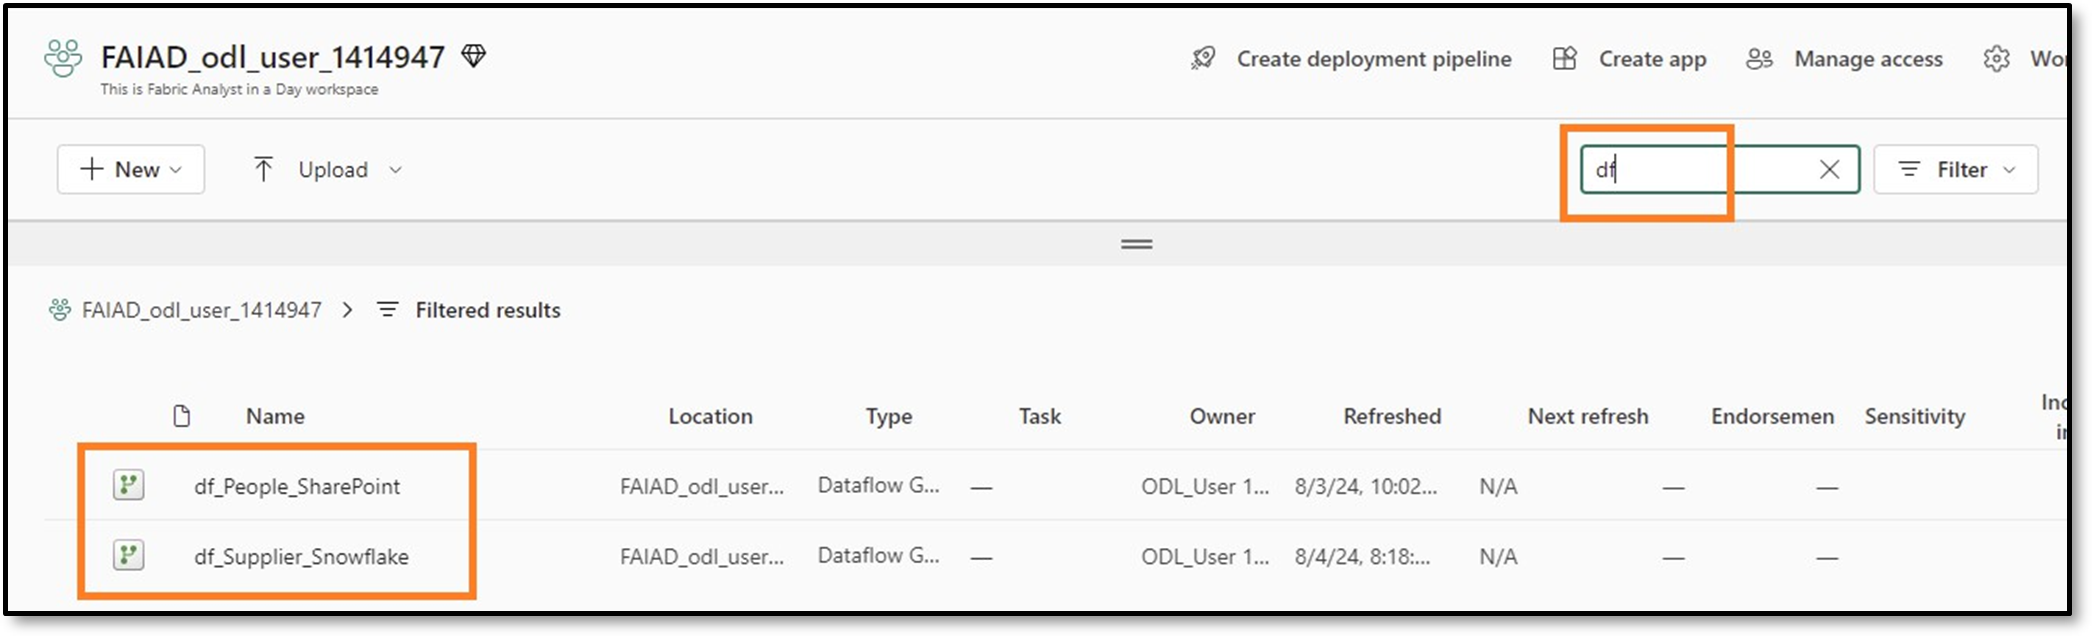 FAIAD_odl_user_1414947
This is Fabric Analyst in a Day workspace
Create deployment pipeline Create app Manage access Wor
New Upload df Filter
FAIAD_odl_user_1414947 > Filtered results
Name Location Type Task Owner Refreshed Next refresh Endorsemen Sensitivity
df_People_SharePoint FAIAD_odl_user... Dataflow G... — ODL_User 1... 8/3/24, 10:02... N/A — —
df_Supplier_Snowflake FAIAD_odl_user... Dataflow G... — ODL_User 1... 8/4/24, 8:18:... N/A — —